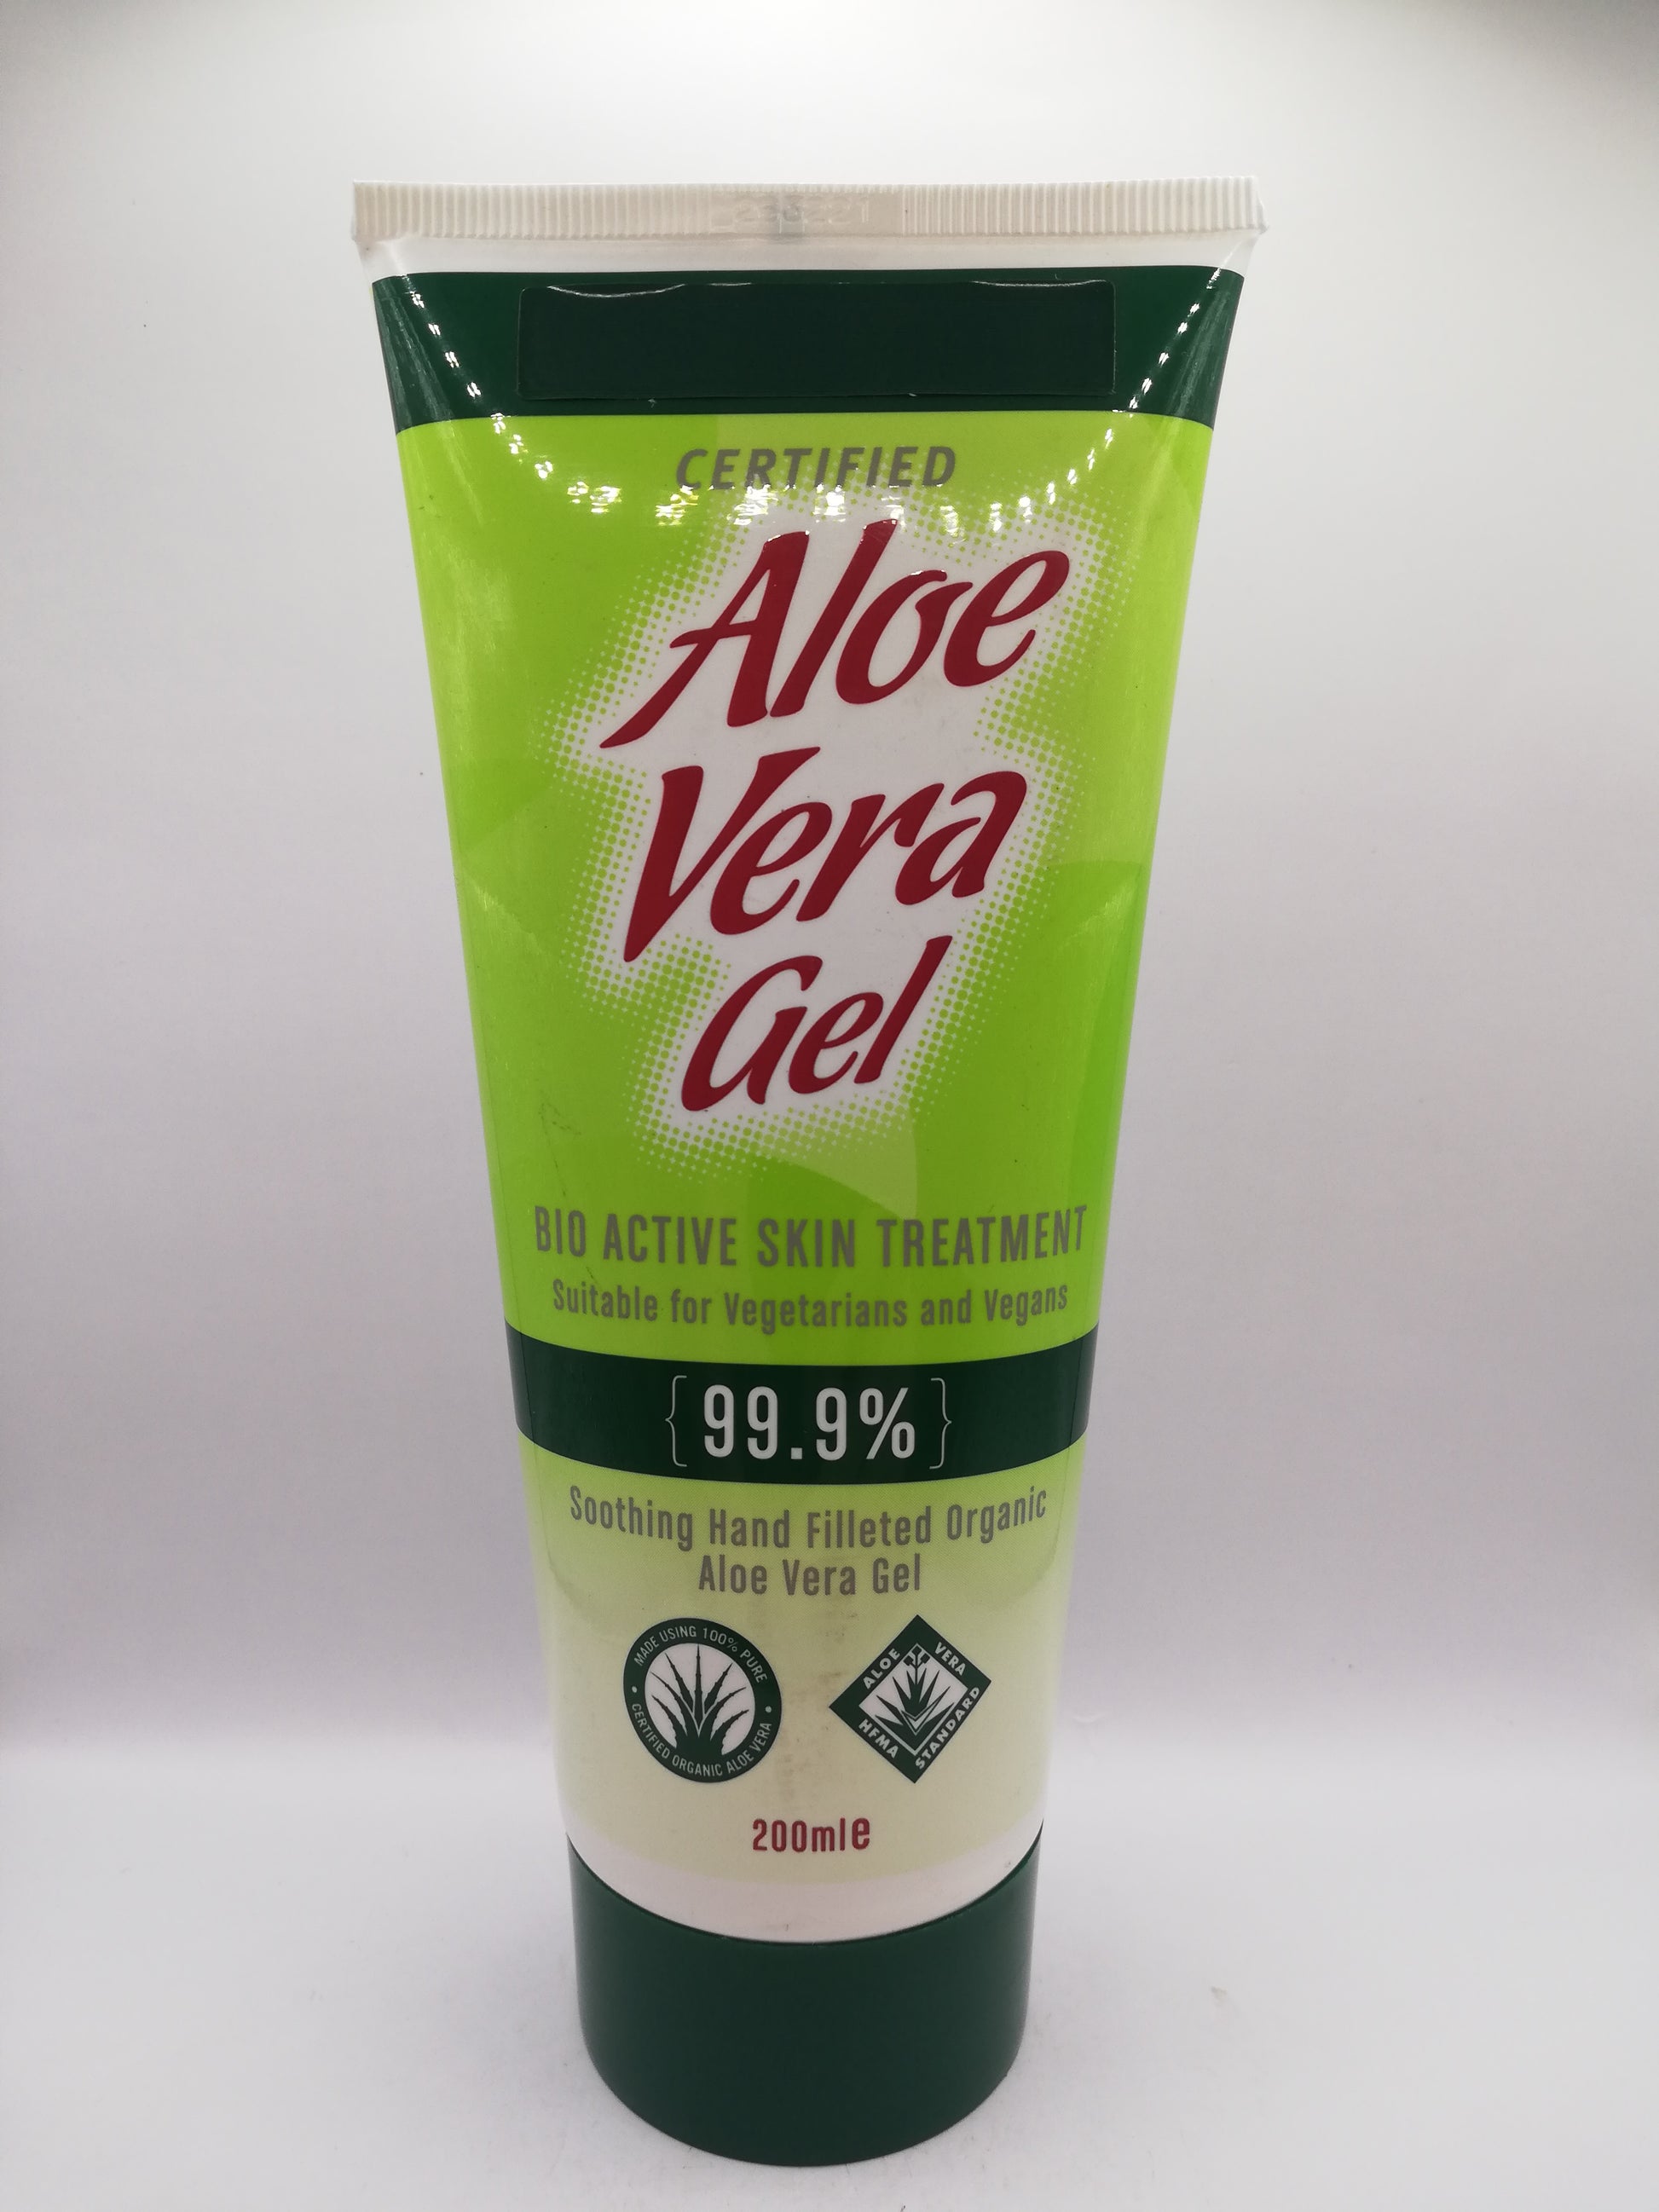 CERTIFIED
Aloe
Vera
Gel
BIO ACTIVE SKIN TREATMENT
Suitable for Vegetarians and Vegans
{99.9%}
Soothing Hand Filleted Organic
Aloe Vera Gel
MADE USING 100% PURE
• CERTIFIED ORGANIC ALOE VERA •
ALOE VERA
HFMA STANDARD
200mle